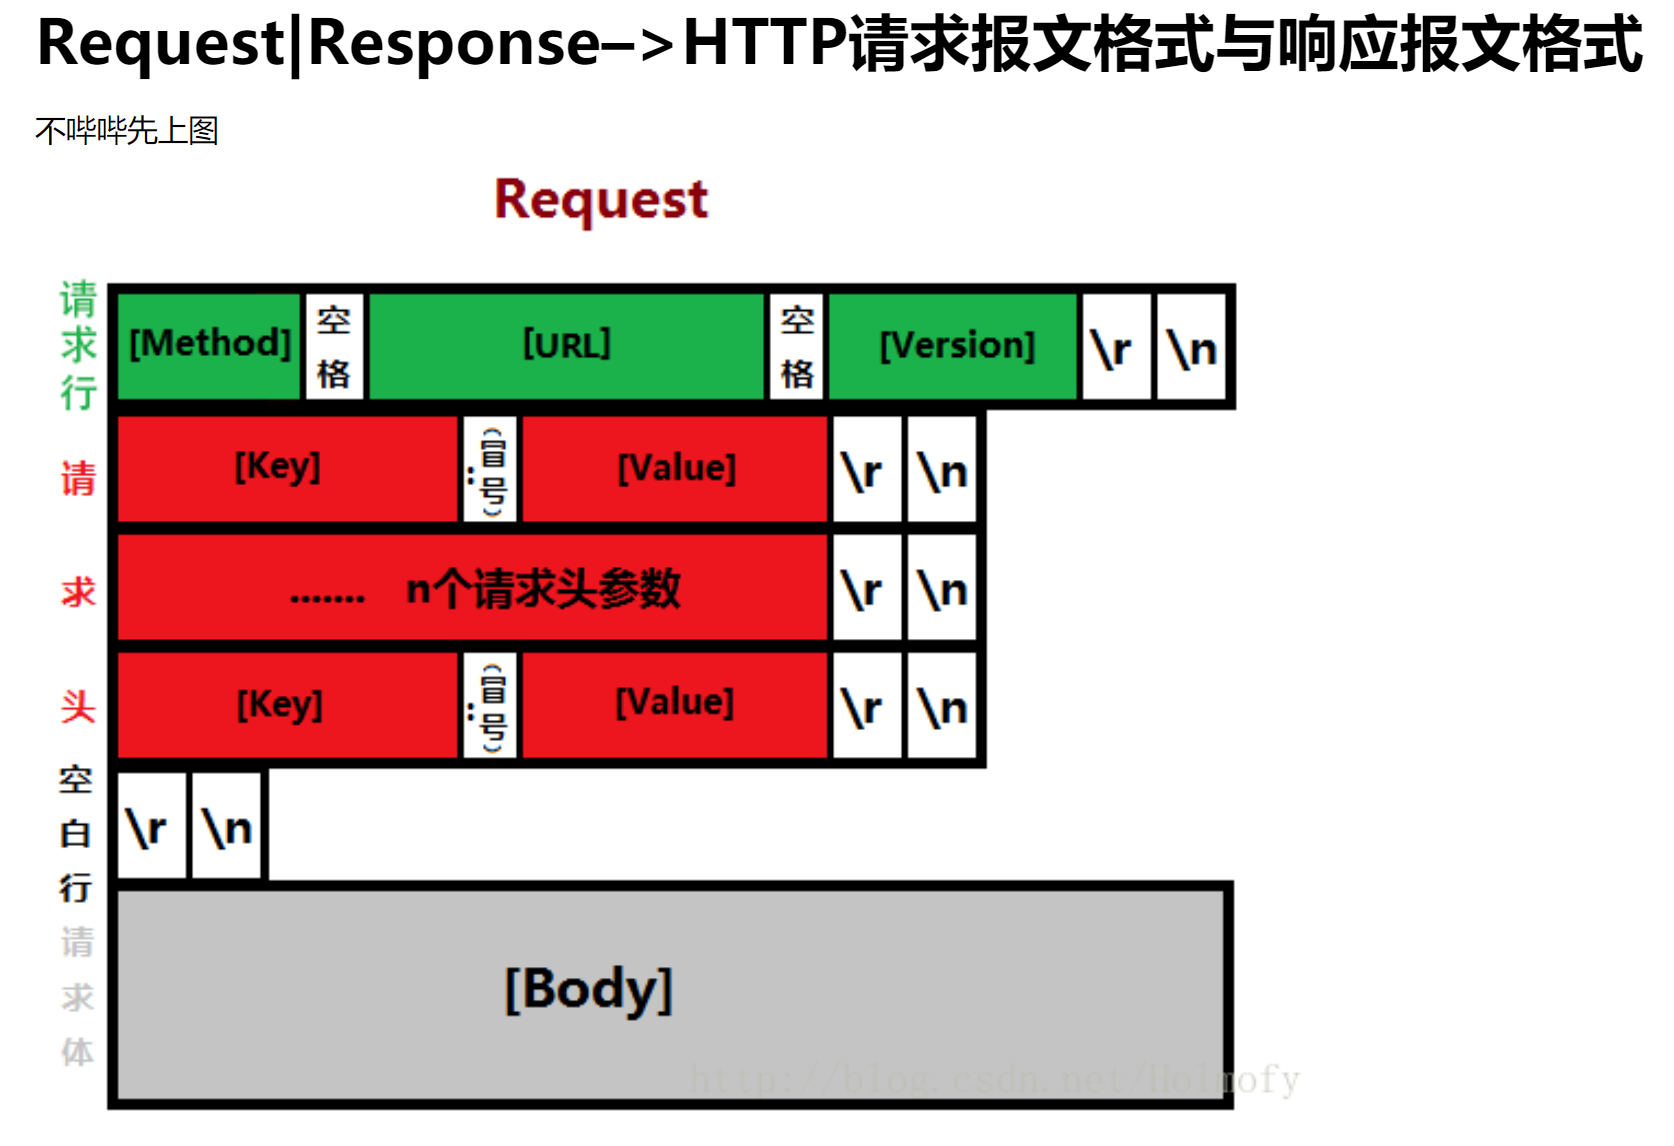 Request|Response–>HTTP请求报文格式与响应报文格式
不哔哔先上图
Request
请求行
[Method] 空格 [URL] 空格 [Version] \r \n
请求头
[Key] :(冒号) [Value] \r \n
....... n个请求头参数 \r \n
[Key] :(冒号) [Value] \r \n
空白行
\r \n
请求体
[Body]
http://blog.csdn.net/Holmofy